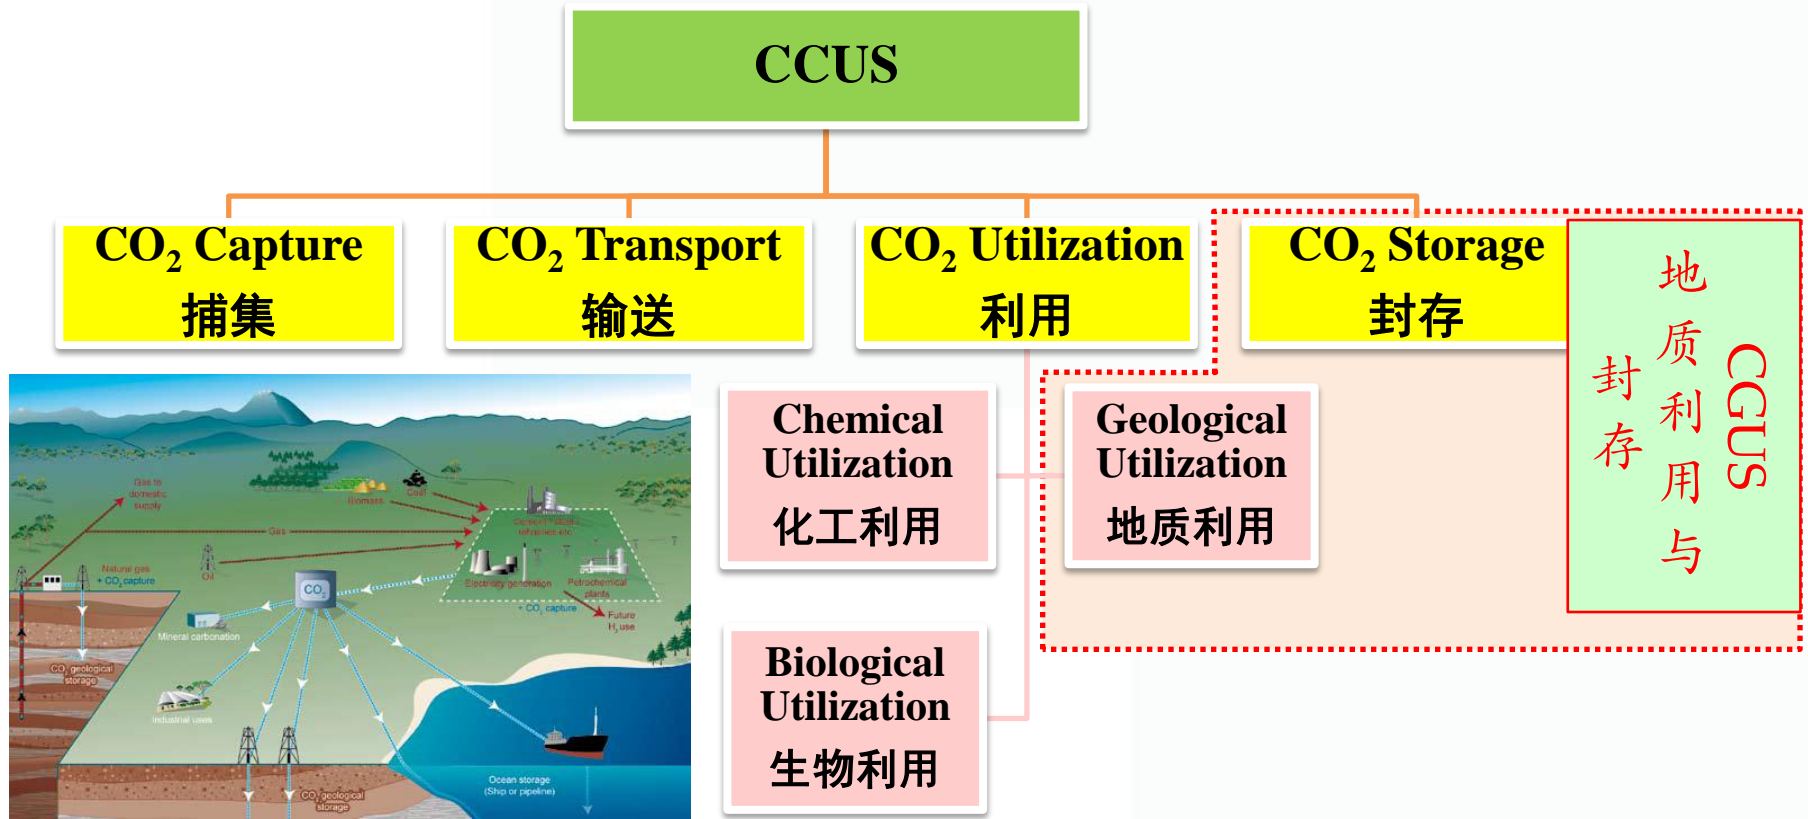 CCUS
CO₂ Capture
捕集
CO₂ Transport
输送
CO₂ Utilization
利用
CO₂ Storage
封存
CGUS
地质利用与
封存
Chemical
Utilization
化工利用
Geological
Utilization
地质利用
Biological
Utilization
生物利用
Gas to
domestic
supply
Biomass
Coal
Gas
Oil
Natural gas
+ CO₂ capture
Electricity generation
Petrochemical
plants
+ CO₂ capture
Future
H₂ use
CO₂
Mineral carbonation
CO₂ geological
storage
Industrial uses
Ocean storage
(Ship or pipeline)
CO₂ geological
storage